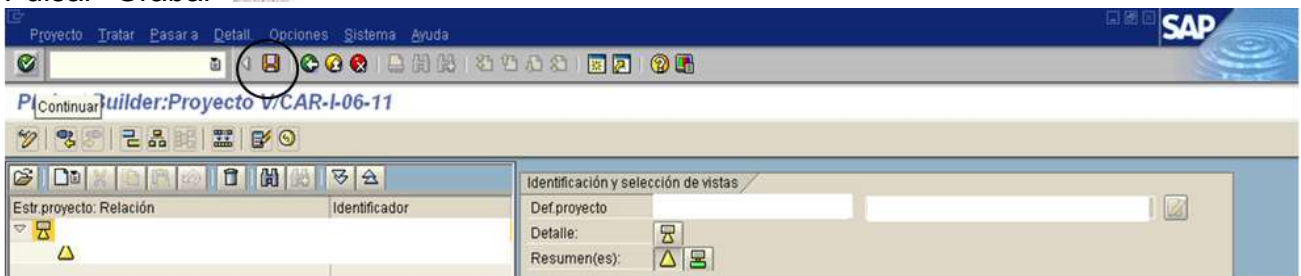 Pulsar "Grabar"
Proyecto Tratar Pasar a Detall. Opciones Sistema Ayuda
SAP
Continuar uilder:Proyecto V/CAR-I-06-11
Identificación y selección de vistas
Estr.proyecto: Relación Identificador
Def.proyecto
Detalle:
Resumen(es):